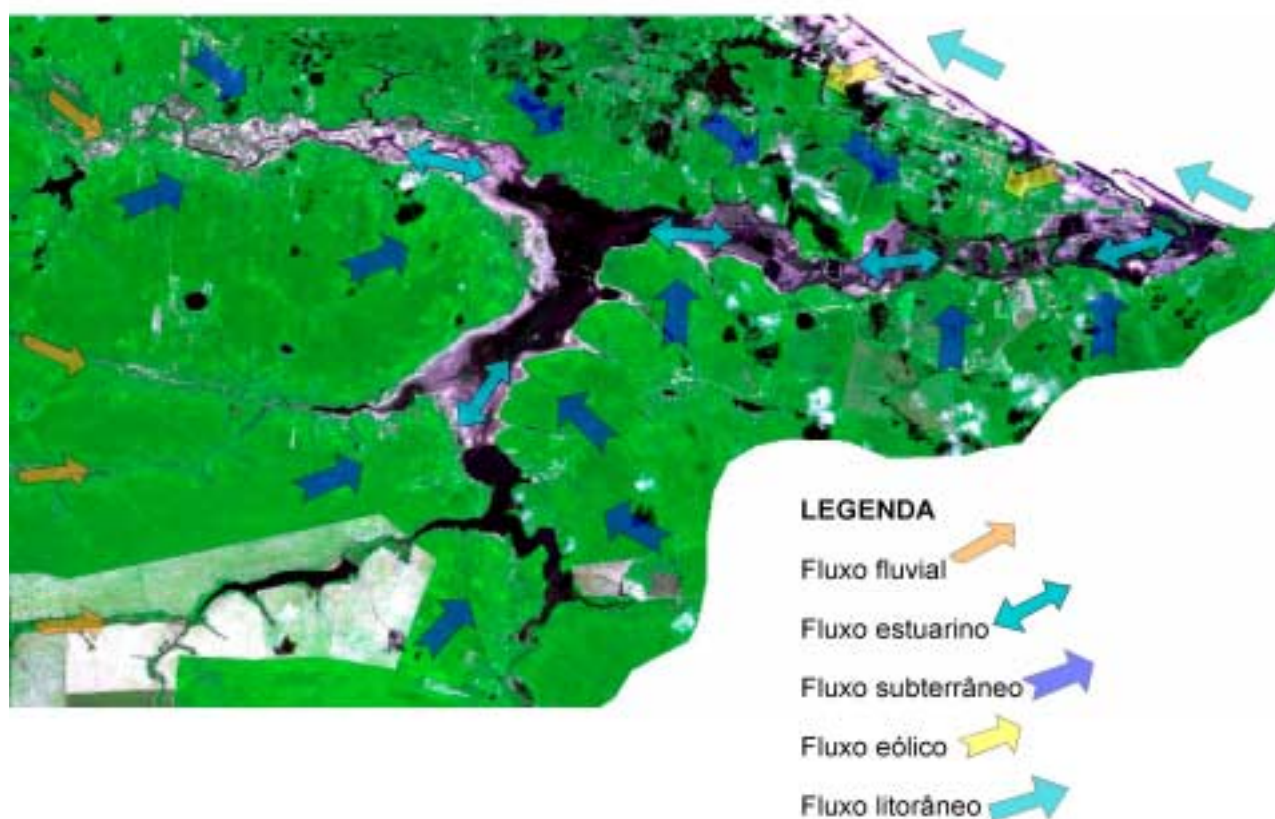 LEGENDA
Fluxo fluvial
Fluxo estuarino
Fluxo subterrâneo
Fluxo eólico
Fluxo litorâneo